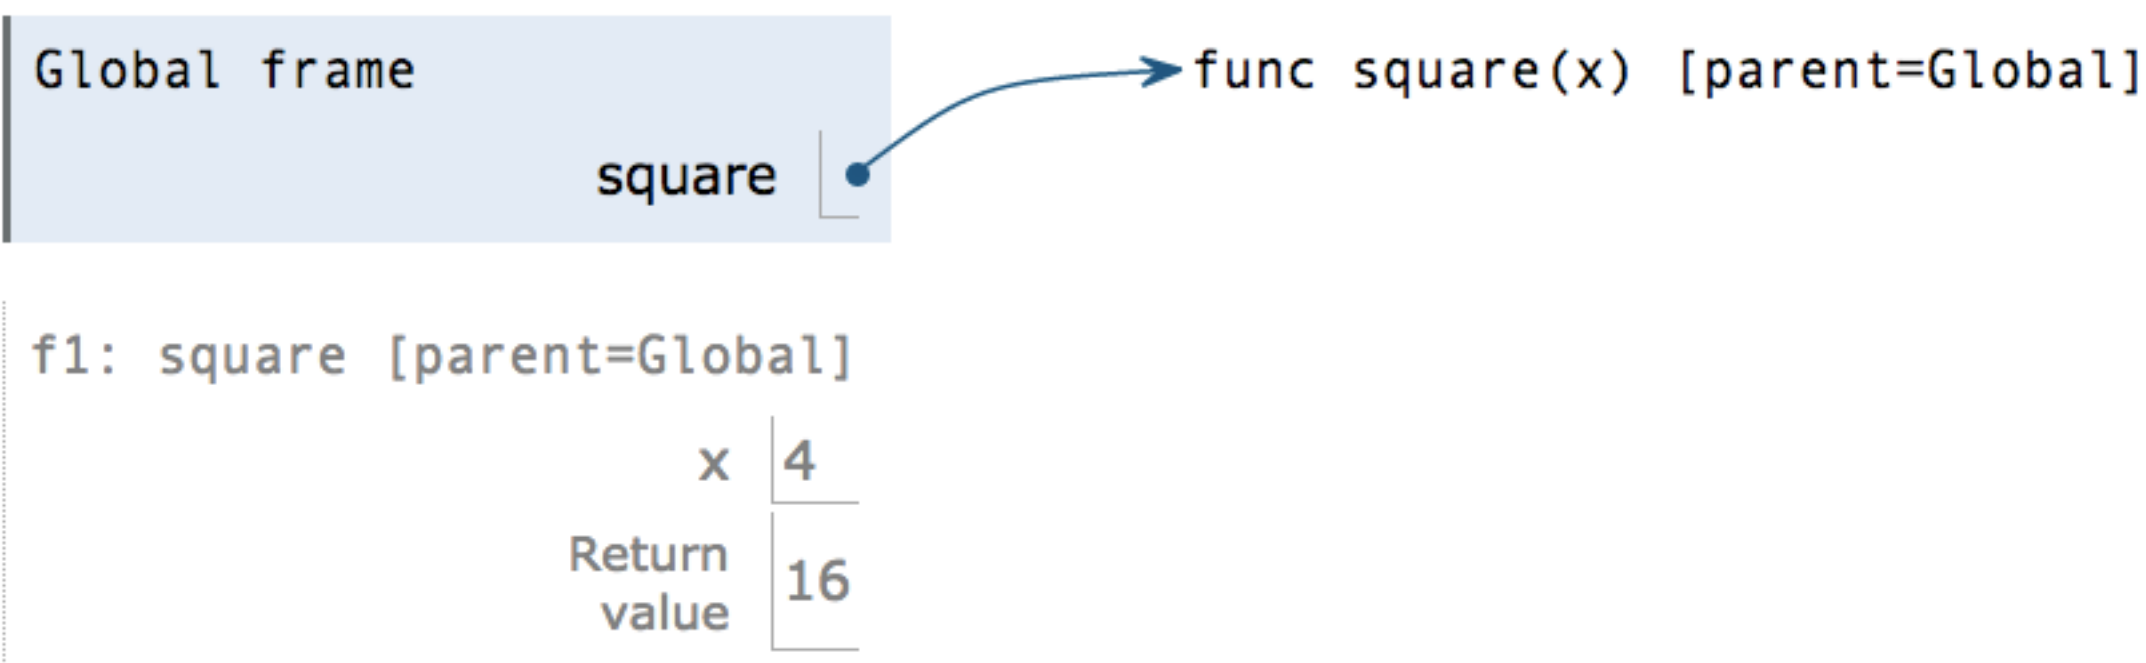 Global frame
func square(x) [parent=Global]
square
f1: square [parent=Global]
x 4
Return
value 16